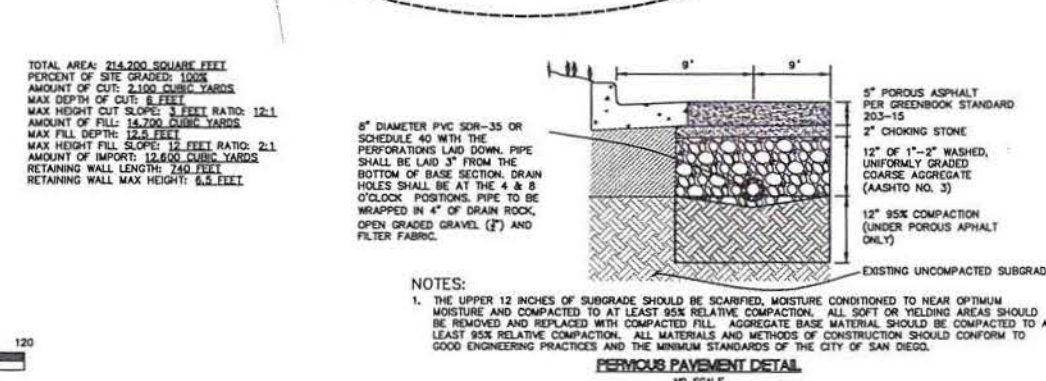 TOTAL AREA: 214.200 SQUARE FEET
PERCENT OF SITE GRADED: 100%
AMOUNT OF CUT: 2,100 CUBIC YARDS
MAX DEPTH OF CUT: 6 FEET
MAX HEIGHT CUT SLOPE: 3 FEET RATIO: 12:1
AMOUNT OF FILL: 14,700 CUBIC YARDS
MAX FILL DEPTH: 12.5 FEET
MAX HEIGHT FILL SLOPE: 12 FEET RATIO: 2:1
AMOUNT OF IMPORT: 12,600 CUBIC YARDS
RETAINING WALL LENGTH: 740 FEET
RETAINING WALL MAX HEIGHT: 6.5 FEET
120
9'
9'
DIAMETER PVC SDR-35 OR
SCHEDULE 40 WITH THE
PERFORATIONS LAID DOWN. PIPE
SHALL BE LAID 3" FROM THE
BOTTOM OF BASE SECTION. DRAIN
HOLES SHALL BE AT THE 4 & 8
O'CLOCK POSITIONS. PIPE TO BE
WRAPPED IN 4" OF DRAIN ROCK,
OPEN GRADED GRAVEL AND
FILTER FABRIC.
5" POROUS ASPHALT
PER GREENBOOK STANDARD
203-15
2" CHOKING STONE
12" OF 1"-2" WASHED,
UNIFORMLY GRADED
COARSE AGGREGATE
(AASHTO NO. 3)
12" 95% COMPACTION
(UNDER POROUS APHALT
ONLY)
EXISTING UNCOMPACTED SUBGRAD
NOTES:
1. THE UPPER 12 INCHES OF SUBGRADE SHOULD BE SCARIFIED, MOISTURE CONDITIONED TO NEAR OPTIMUM
MOISTURE AND COMPACTED TO AT LEAST 95% RELATIVE COMPACTION. ALL SOFT OR YIELDING AREAS SHOULD
BE REMOVED AND REPLACED WITH COMPACTED FILL. AGGREGATE BASE MATERIAL SHOULD BE COMPACTED TO A
LEAST 95% RELATIVE COMPACTION. ALL MATERIALS AND METHODS OF CONSTRUCTION SHOULD CONFORM TO
GOOD ENGINEERING PRACTICES AND THE MINIMUM STANDARDS OF THE CITY OF SAN DIEGO.
PERVIOUS PAVEMENT DETAIL
NO SCALE